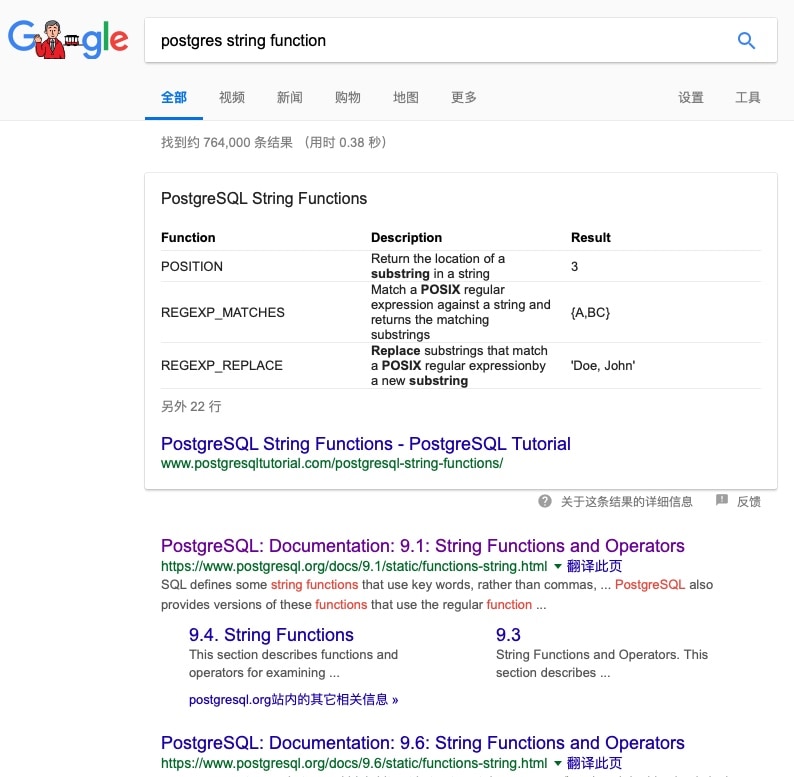 Google
postgres string function
全部 视频 新闻 购物 地图 更多 设置 工具
找到约 764,000 条结果 （用时 0.38 秒）
PostgreSQL String Functions
Function Description Result
POSITION Return the location of a substring in a string 3
REGEXP_MATCHES Match a POSIX regular expression against a string and returns the matching substrings {A,BC}
REGEXP_REPLACE Replace substrings that match a POSIX regular expressionby a new substring 'Doe, John'
另外 22 行
PostgreSQL String Functions - PostgreSQL Tutorial
www.postgresqltutorial.com/postgresql-string-functions/
关于这条结果的详细信息 反馈
PostgreSQL: Documentation: 9.1: String Functions and Operators
https://www.postgresql.org/docs/9.1/static/functions-string.html 翻译此页
SQL defines some string functions that use key words, rather than commas, ... PostgreSQL also
provides versions of these functions that use the regular function ...
9.4. String Functions
This section describes functions and
operators for examining ...
9.3
String Functions and Operators. This
section describes ...
postgresql.org站内的其它相关信息 »
PostgreSQL: Documentation: 9.6: String Functions and Operators
https://www.postgresql.org/docs/9.6/static/functions-string.html 翻译此页